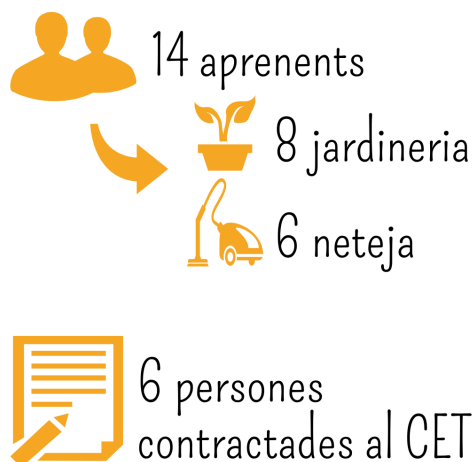 14 aprenents
8 jardineria
6 neteja
6 persones
contractades al CET